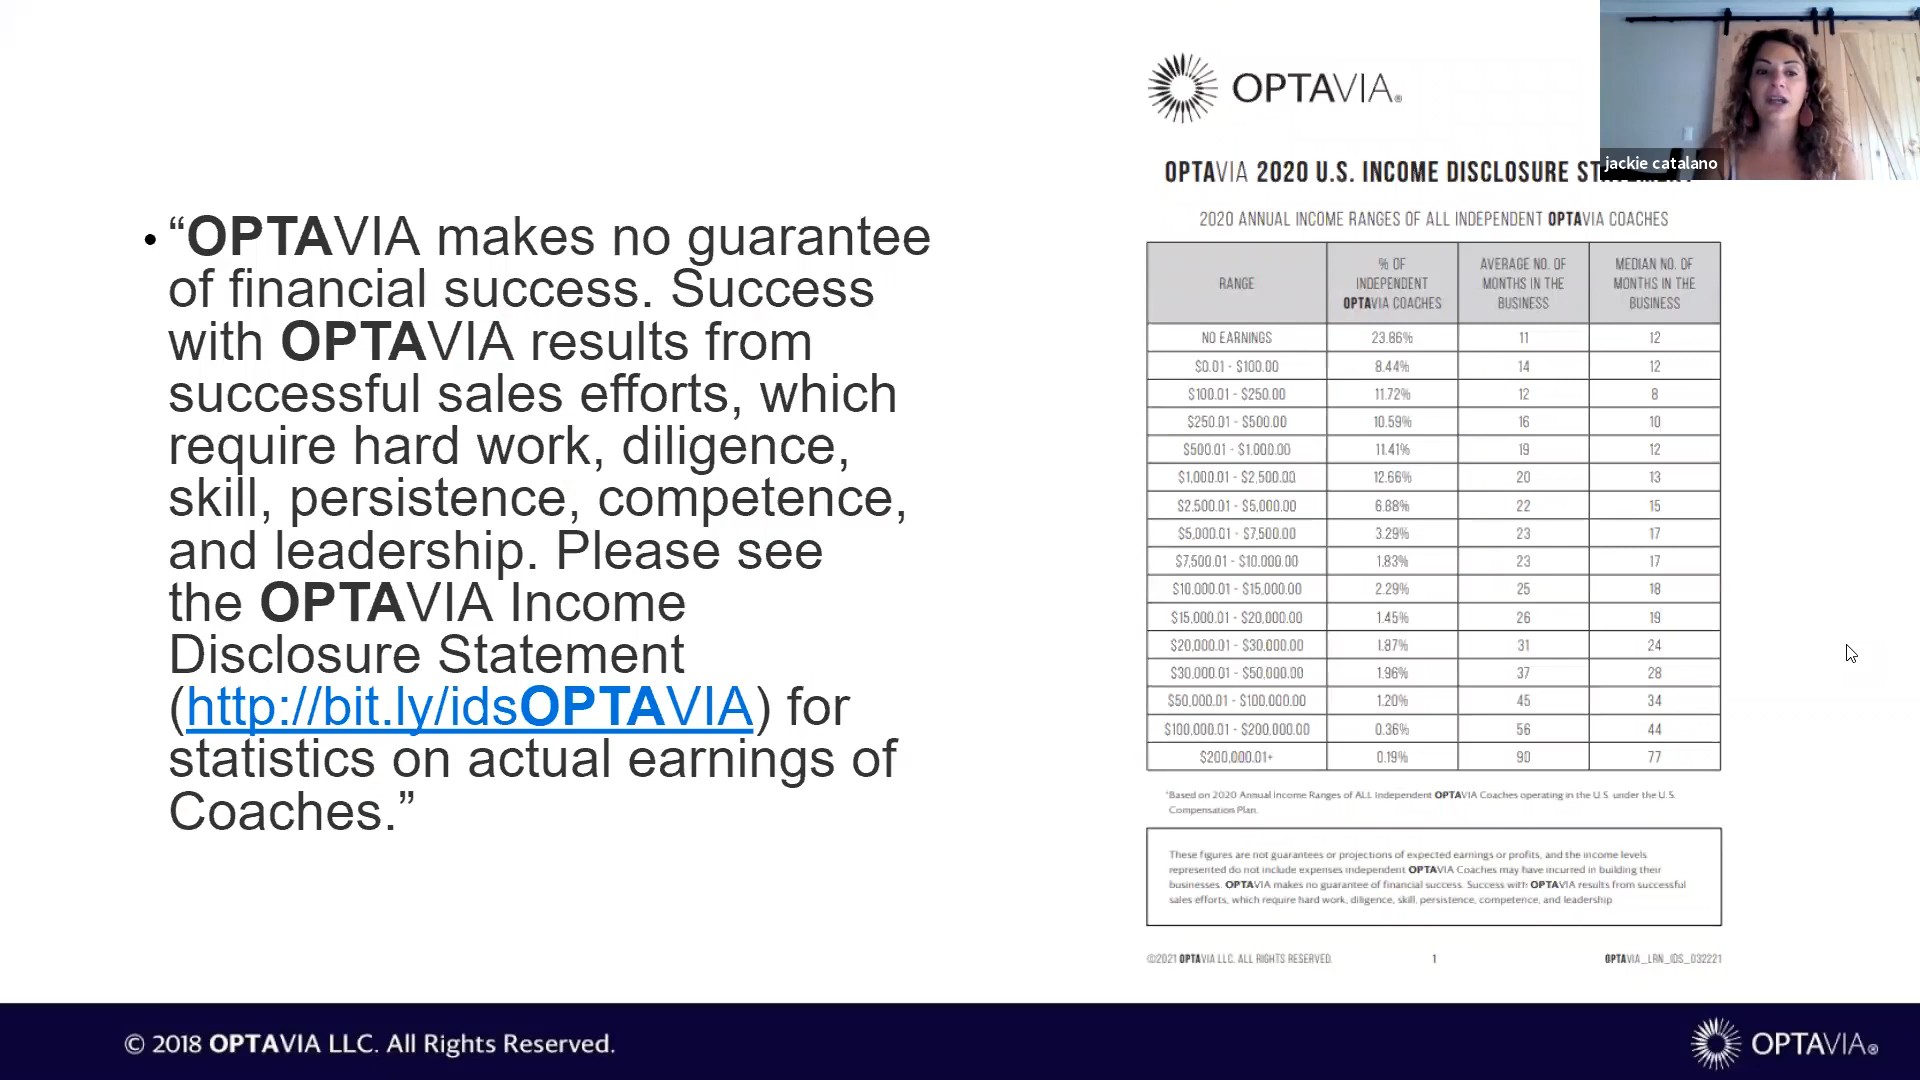 • “OPTAVIA makes no guarantee
of financial success. Success
with OPTAVIA results from
successful sales efforts, which
require hard work, diligence,
skill, persistence, competence,
and leadership. Please see
the OPTAVIA Income
Disclosure Statement
(http://bit.ly/idsOPTAVIA) for
statistics on actual earnings of
Coaches.”
OPTAVIA®
jackie catalano
OPTAVIA 2020 U.S. INCOME DISCLOSURE STATEMENT
2020 ANNUAL INCOME RANGES OF ALL INDEPENDENT OPTAVIA COACHES
RANGE % OF INDEPENDENT OPTAVIA COACHES AVERAGE NO. OF MONTHS IN THE BUSINESS MEDIAN NO. OF MONTHS IN THE BUSINESS
NO EARNINGS 23.86% 11 12
$0.01 - $100.00 8.44% 14 12
$100.01 - $250.00 11.72% 12 8
$250.01 - $500.00 10.59% 16 10
$500.01 - $1,000.00 11.41% 19 12
$1,000.01 - $2,500.00 12.66% 20 13
$2,500.01 - $5,000.00 6.88% 22 15
$5,000.01 - $7,500.00 3.29% 23 17
$7,500.01 - $10,000.00 1.83% 23 17
$10,000.01 - $15,000.00 2.29% 25 18
$15,000.01 - $20,000.00 1.45% 26 19
$20,000.01 - $30,000.00 1.87% 31 24
$30,000.01 - $50,000.00 1.96% 37 28
$50,000.01 - $100,000.00 1.20% 45 34
$100,000.01 - $200,000.00 0.36% 56 44
$200,000.01+ 0.19% 90 77
*Based on 2020 Annual Income Ranges of ALL Independent OPTAVIA Coaches operating in the U.S. under the U.S.
Compensation Plan.
These figures are not guarantees or projections of expected earnings or profits, and the income levels
represented do not include expenses independent OPTAVIA Coaches may have incurred in building their
businesses. OPTAVIA makes no guarantee of financial success. Success with OPTAVIA results from successful
sales efforts, which require hard work, diligence, skill, persistence, competence, and leadership
©2021 OPTAVIA LLC. ALL RIGHTS RESERVED. 1 OPTAVIA_LRN_IDS_032221
© 2018 OPTAVIA LLC. All Rights Reserved.
OPTAVIA®